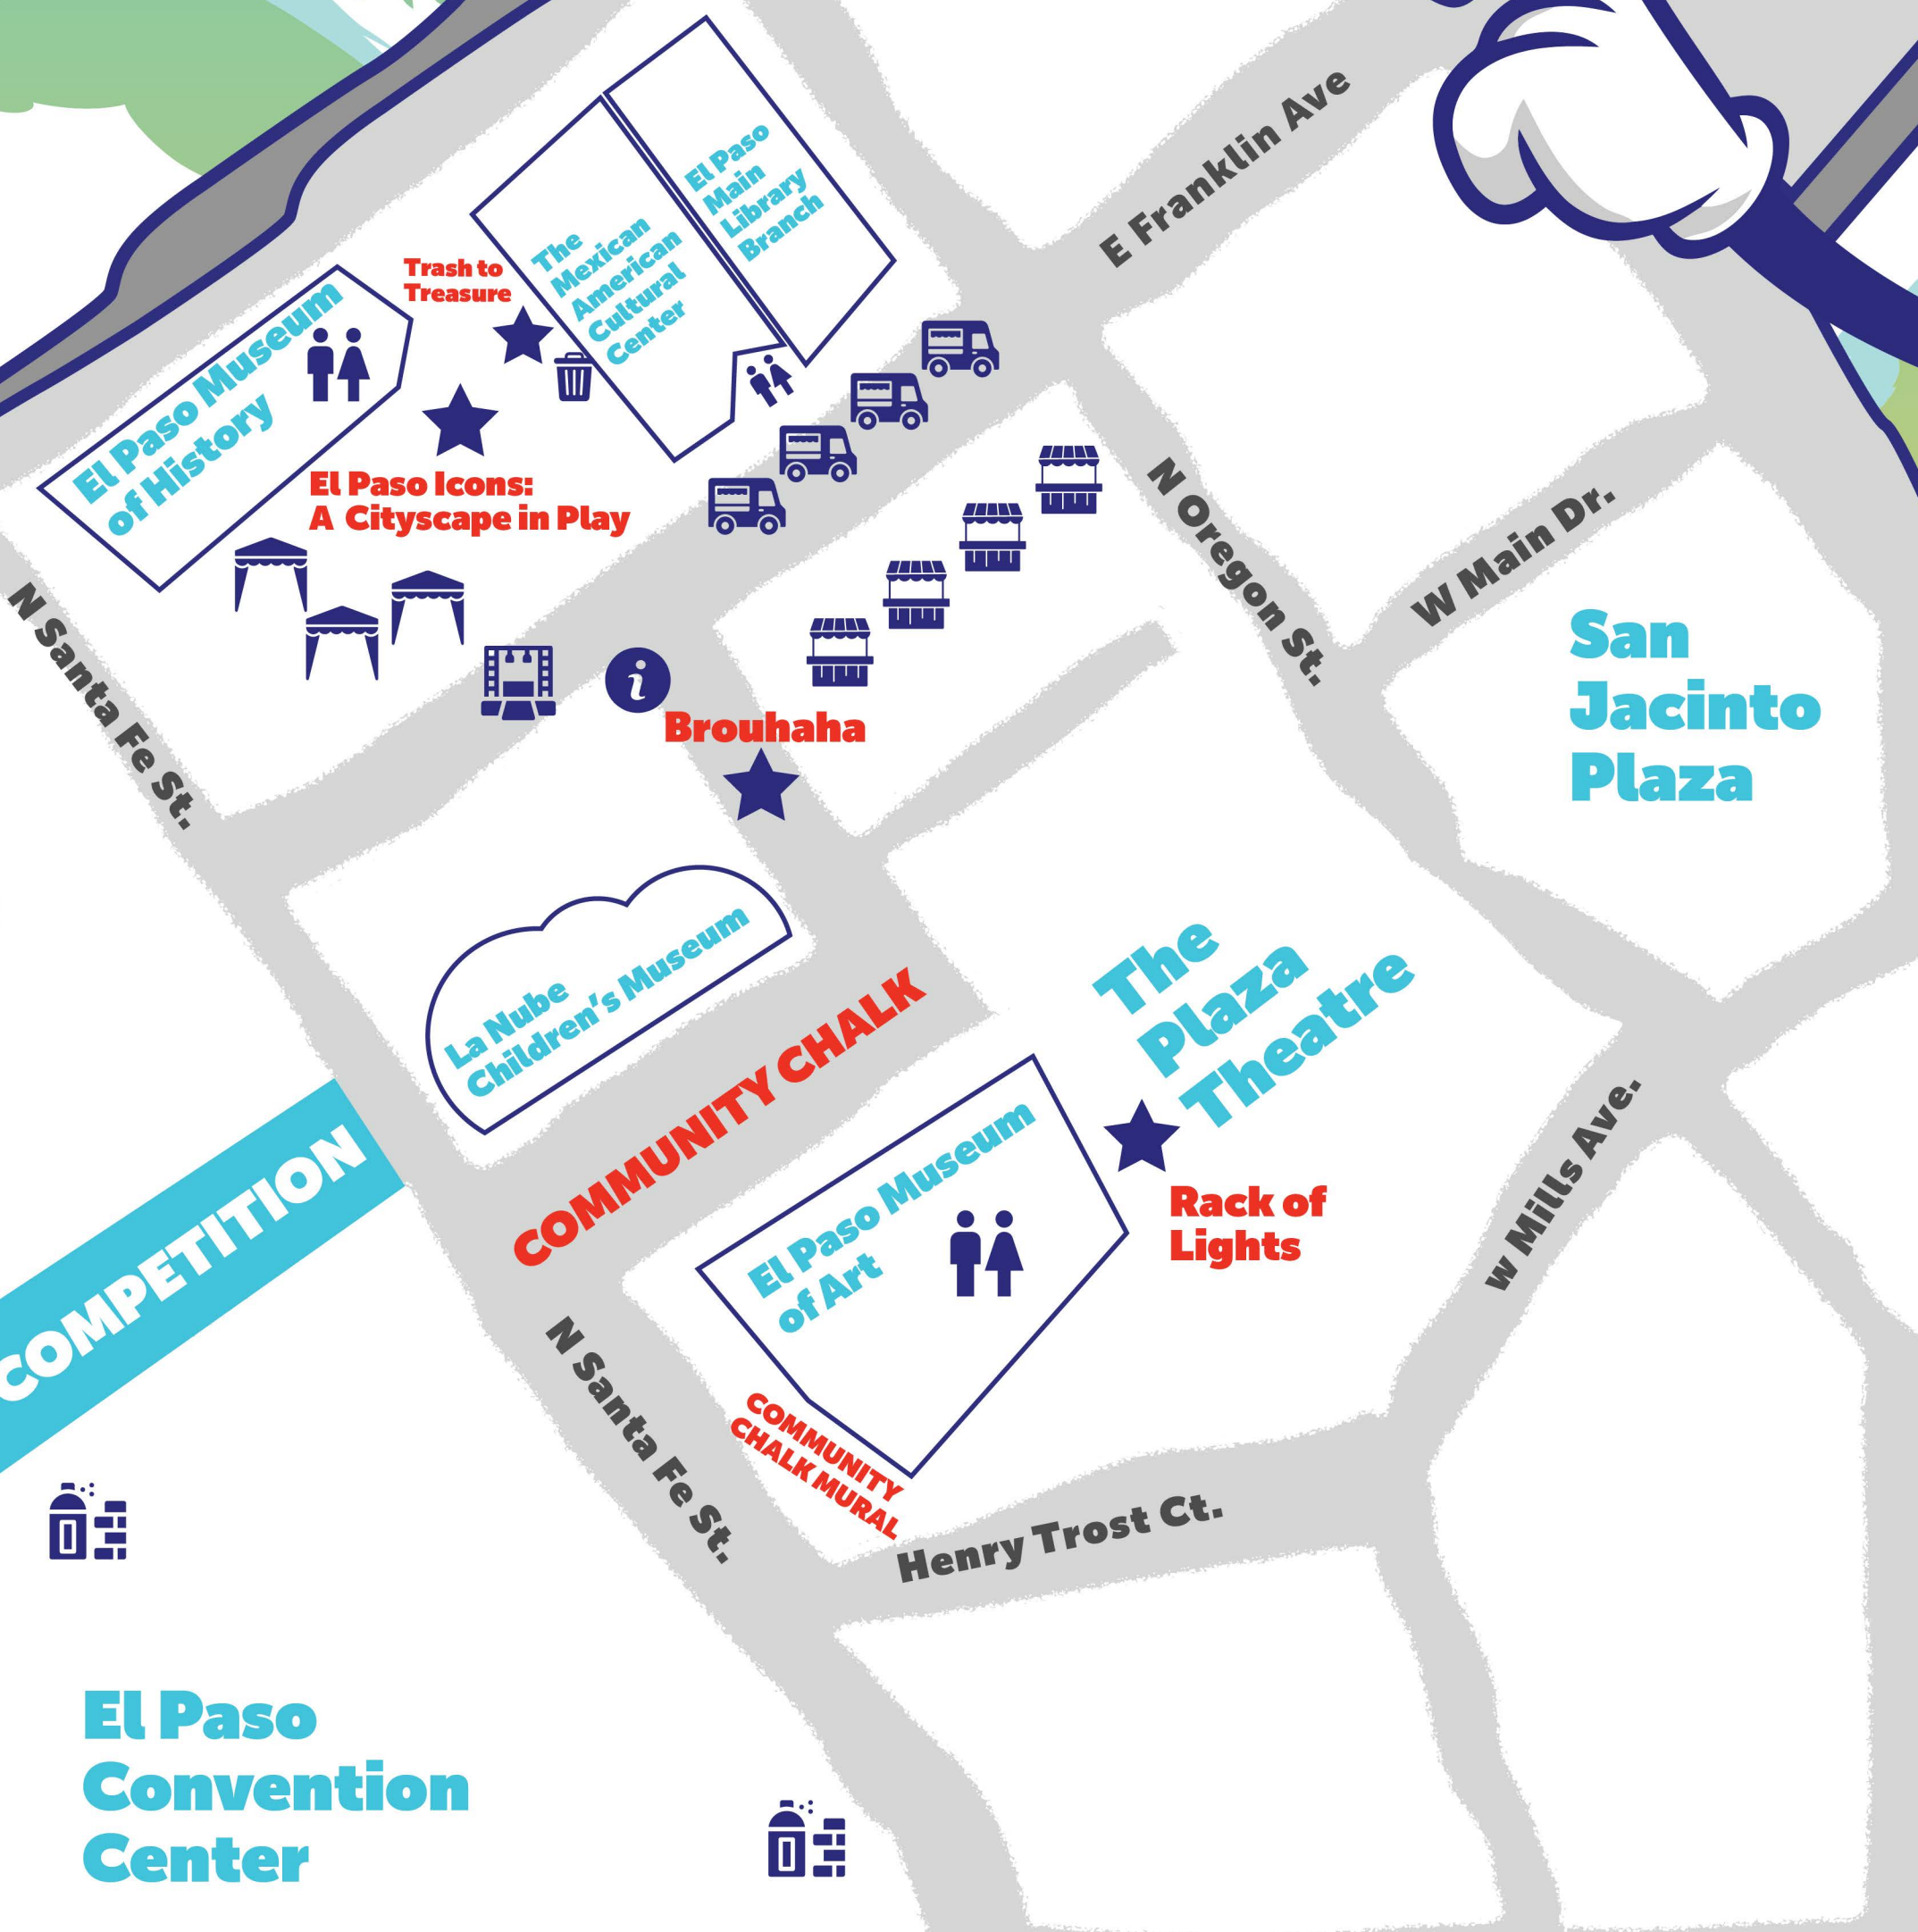 E Franklin Ave
El Paso
Main
Library
Branch
The
Mexican
American
Cultural
Center
Trash to
Treasure
El Paso Museum
of History
El Paso Icons:
A Cityscape in Play
N Oregon St.
W Main Dr.
San
Jacinto
Plaza
N Santa Fe St.
i
Brouhaha
La Nube
Children's Museum
COMMUNITY CHALK
The
Plaza
Theatre
COMPETITION
El Paso Museum
of Art
Rack of
Lights
w Mills Ave.
N Santa Fe St.
COMMUNITY
CHALK MURAL
Henry Trost Ct.
El Paso
Convention
Center